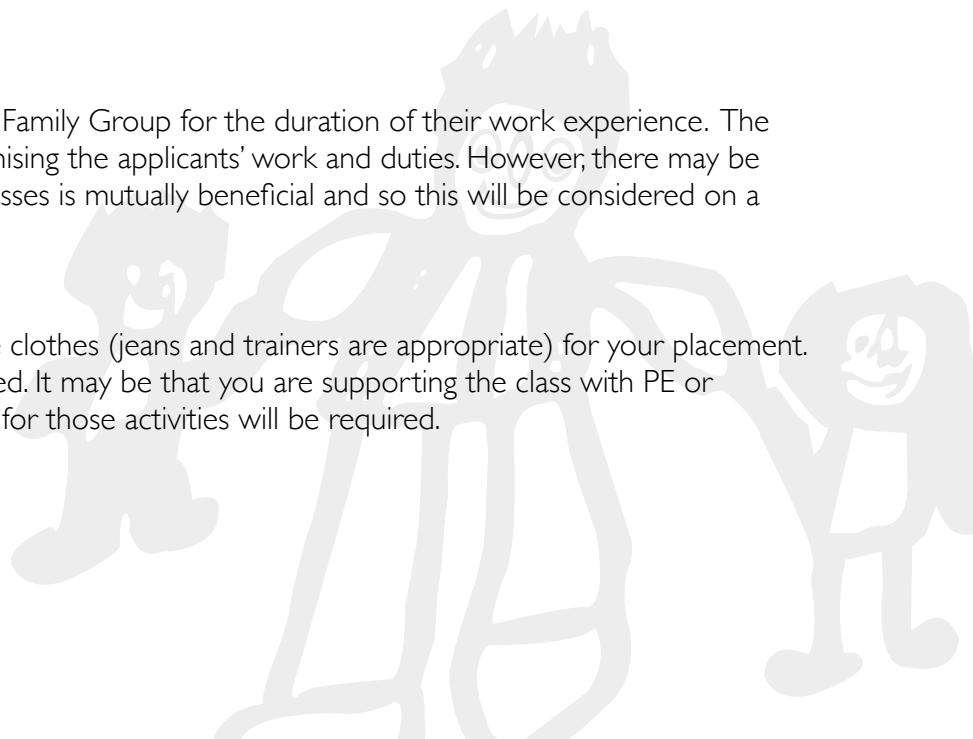 Family Group for the duration of their work experience. The
nising the applicants' work and duties. However, there may be
sses is mutually beneficial and so this will be considered on a
clothes (jeans and trainers are appropriate) for your placement.
ed. It may be that you are supporting the class with PE or
for those activities will be required.